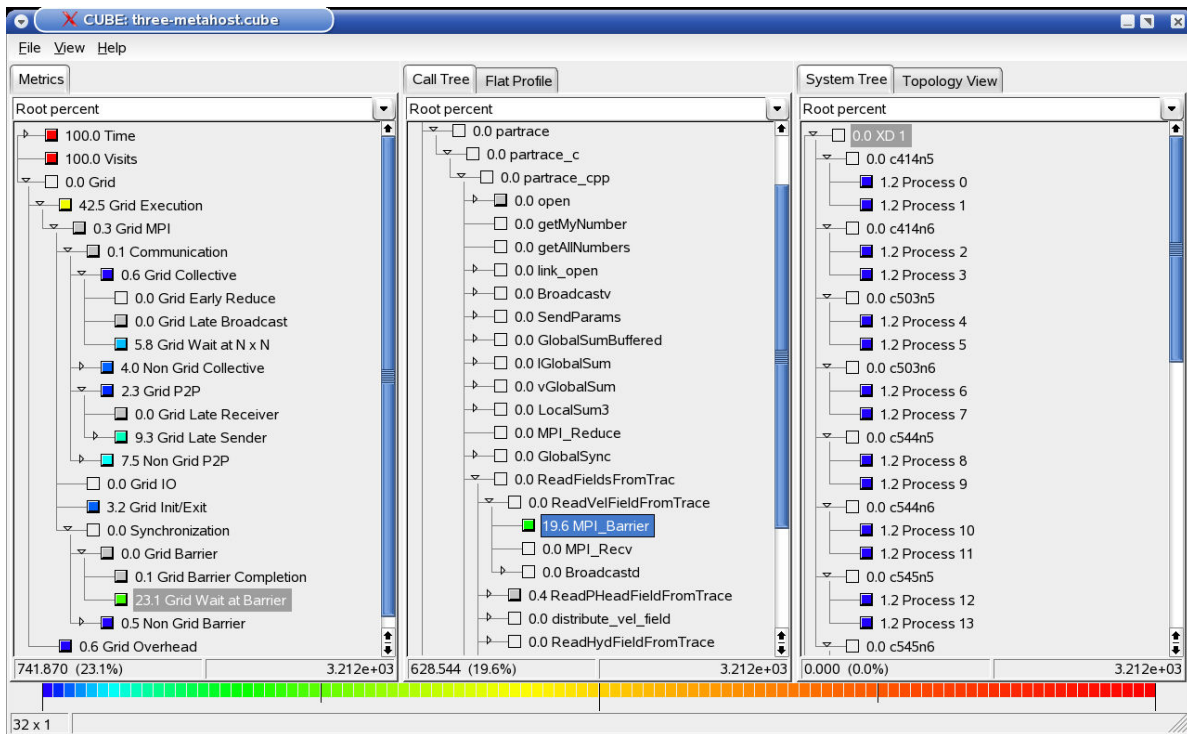 CUBE: three-metahost.cube
File View Help
Metrics
Root percent
100.0 Time
100.0 Visits
0.0 Grid
42.5 Grid Execution
0.3 Grid MPI
0.1 Communication
0.6 Grid Collective
0.0 Grid Early Reduce
0.0 Grid Late Broadcast
5.8 Grid Wait at N x N
4.0 Non Grid Collective
2.3 Grid P2P
0.0 Grid Late Receiver
9.3 Grid Late Sender
7.5 Non Grid P2P
0.0 Grid IO
3.2 Grid Init/Exit
0.0 Synchronization
0.0 Grid Barrier
0.1 Grid Barrier Completion
23.1 Grid Wait at Barrier
0.5 Non Grid Barrier
0.6 Grid Overhead
741.870 (23.1%) 3.212e+03
Call Tree Flat Profile
Root percent
0.0 partrace
0.0 partrace_c
0.0 partrace_cpp
0.0 open
0.0 getMyNumber
0.0 getAllNumbers
0.0 link_open
0.0 Broadcastv
0.0 SendParams
0.0 GlobalSumBuffered
0.0 IGlobalSum
0.0 vGlobalSum
0.0 LocalSum3
0.0 MPI_Reduce
0.0 GlobalSync
0.0 ReadFieldsFromTrac
0.0 ReadVelFieldFromTrace
19.6 MPI_Barrier
0.0 MPI_Recv
0.0 Broadcastd
0.4 ReadPHeadFieldFromTrace
0.0 distribute_vel_field
0.0 ReadHydFieldFromTrace
628.544 (19.6%) 3.212e+03
System Tree Topology View
Root percent
0.0 XD 1
0.0 c414n5
1.2 Process 0
1.2 Process 1
0.0 c414n6
1.2 Process 2
1.2 Process 3
0.0 c503n5
1.2 Process 4
1.2 Process 5
0.0 c503n6
1.2 Process 6
1.2 Process 7
0.0 c544n5
1.2 Process 8
1.2 Process 9
0.0 c544n6
1.2 Process 10
1.2 Process 11
0.0 c545n5
1.2 Process 12
1.2 Process 13
0.0 c545n6
0.000 (0.0%) 3.212e+03
32 x 1